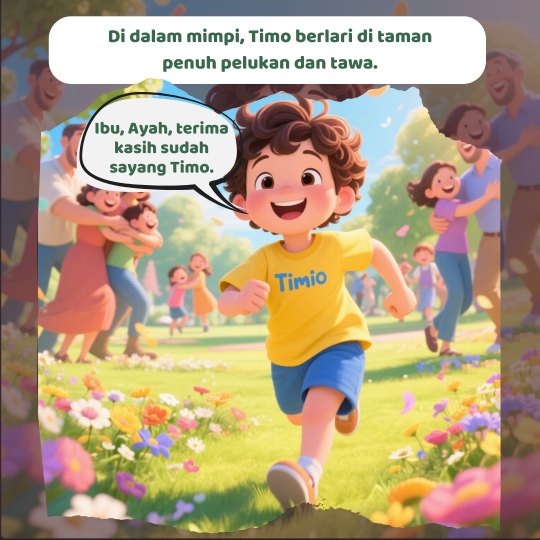 Di dalam mimpi, Timo berlari di taman
penuh pelukan dan tawa.
Ibu, Ayah, terima
kasih sudah
sayang Timo.
Timio